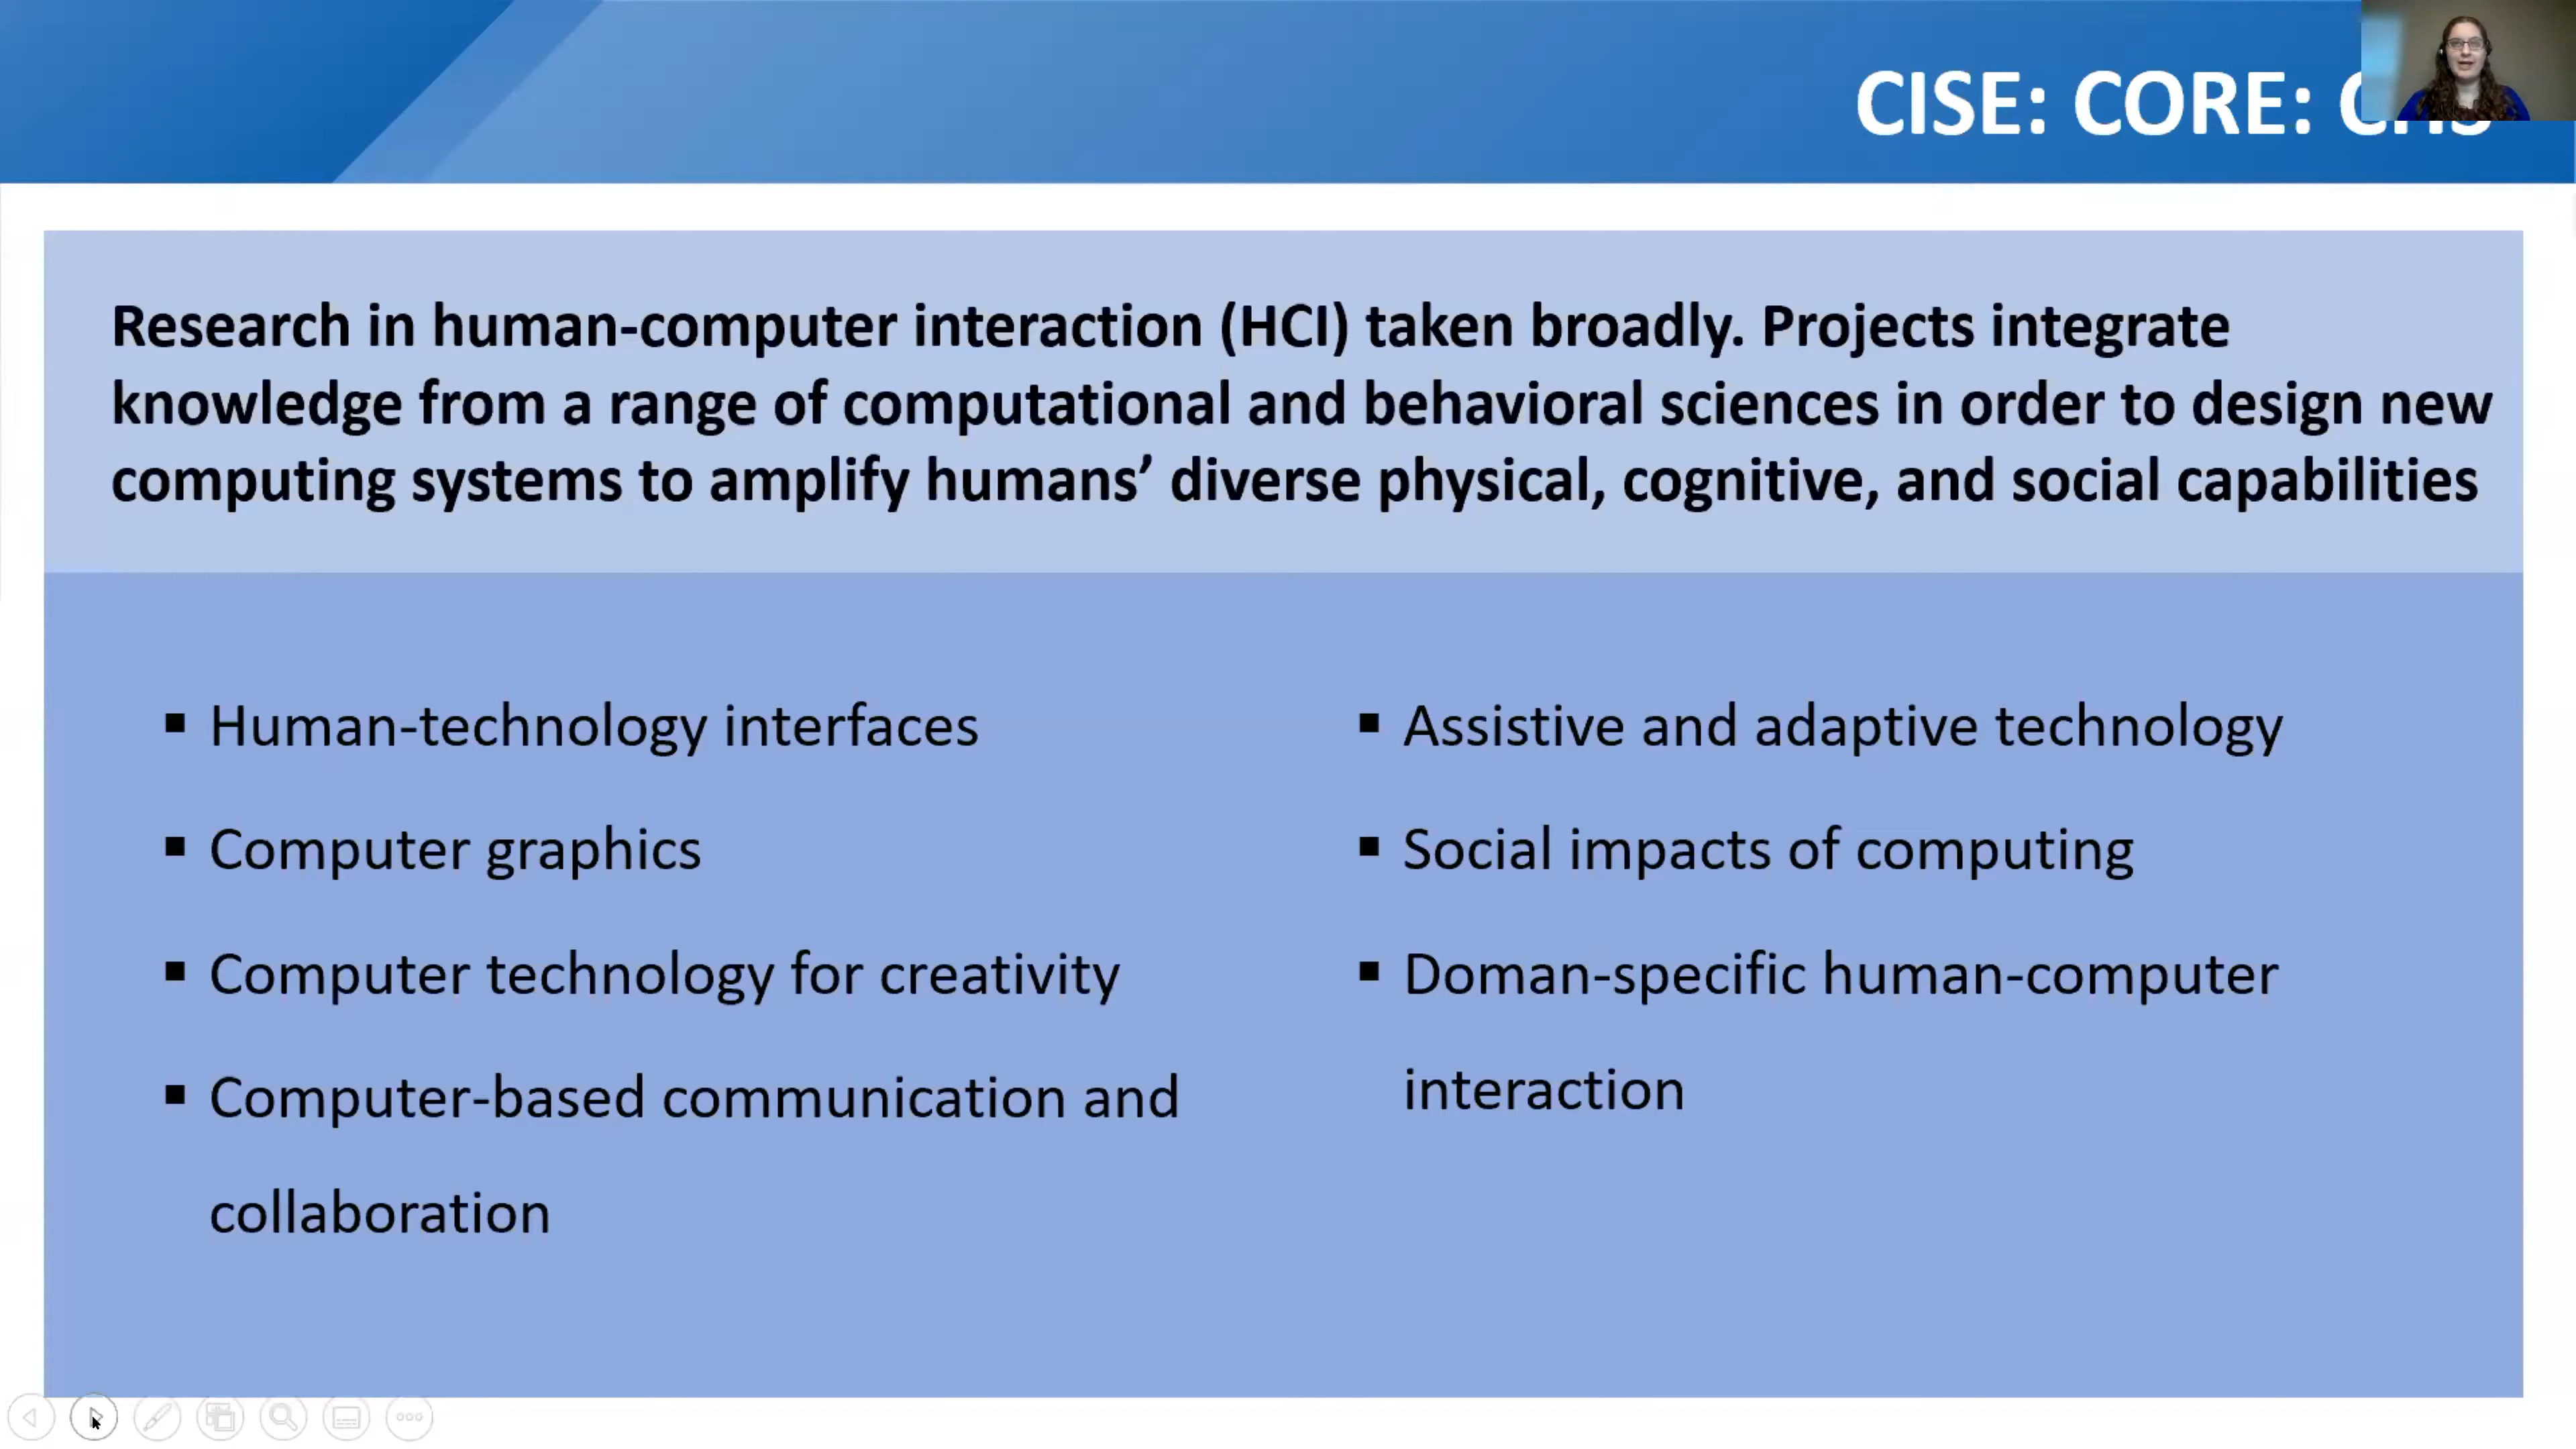 CISE: CORE:
Research in human-computer interaction (HCI) taken broadly. Projects integrate
knowledge from a range of computational and behavioral sciences in order to design new
computing systems to amplify humans’ diverse physical, cognitive, and social capabilities
▪ Human-technology interfaces
▪ Computer graphics
▪ Computer technology for creativity
▪ Computer-based communication and
collaboration
▪ Assistive and adaptive technology
▪ Social impacts of computing
▪ Doman-specific human-computer
interaction